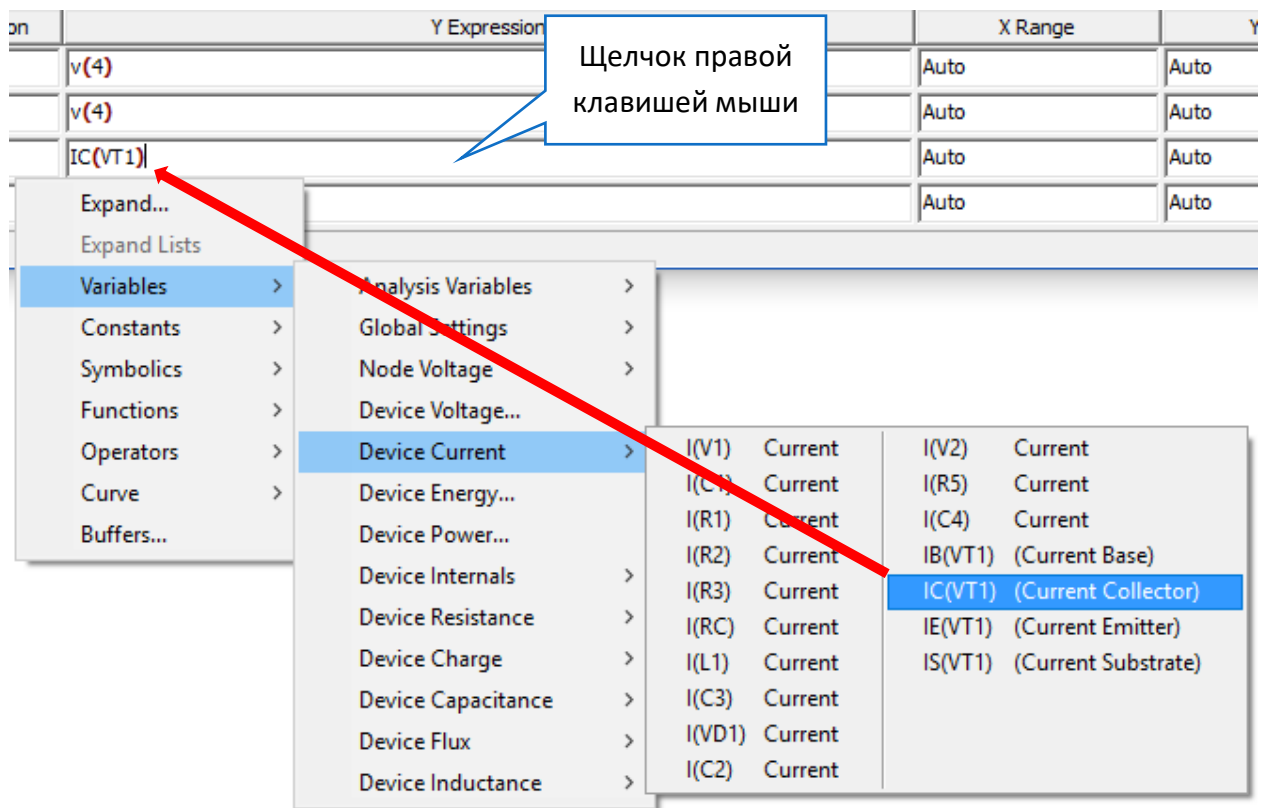 on Y Expression X Range Y
Щелчок правой
клавишей мыши
v(4) Auto Auto
v(4) Auto Auto
IC(VT1) Auto Auto
Auto Auto
Expand...
Expand Lists
Variables >
Constants >
Symbolics >
Functions >
Operators >
Curve >
Buffers...
Analysis Variables >
Global Settings >
Node Voltage >
Device Voltage...
Device Current >
Device Energy...
Device Power...
Device Internals >
Device Resistance >
Device Charge >
Device Capacitance >
Device Flux >
Device Inductance >
I(V1) Current
I(C1) Current
I(R1) Current
I(R2) Current
I(R3) Current
I(RC) Current
I(L1) Current
I(C3) Current
I(VD1) Current
I(C2) Current
I(V2) Current
I(R5) Current
I(C4) Current
IB(VT1) (Current Base)
IC(VT1) (Current Collector)
IE(VT1) (Current Emitter)
IS(VT1) (Current Substrate)